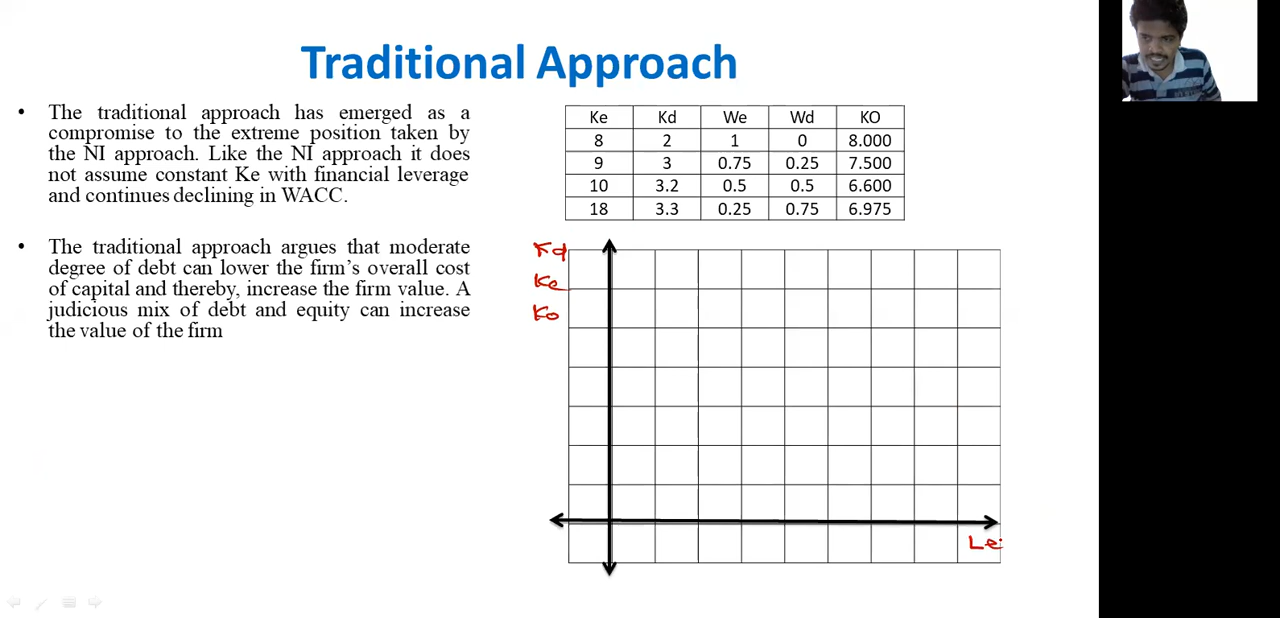 Traditional Approach
• The traditional approach has emerged as a
compromise to the extreme position taken by
the NI approach. Like the NI approach it does
not assume constant Ke with financial leverage
and continues declining in WACC.
• The traditional approach argues that moderate
degree of debt can lower the firm's overall cost
of capital and thereby, increase the firm value. A
judicious mix of debt and equity can increase
the value of the firm
Ke Kd We Wd KO
8 2 1 0 8.000
9 3 0.75 0.25 7.500
10 3.2 0.5 0.5 6.600
18 3.3 0.25 0.75 6.975
Kd
Ke
Ko
Le